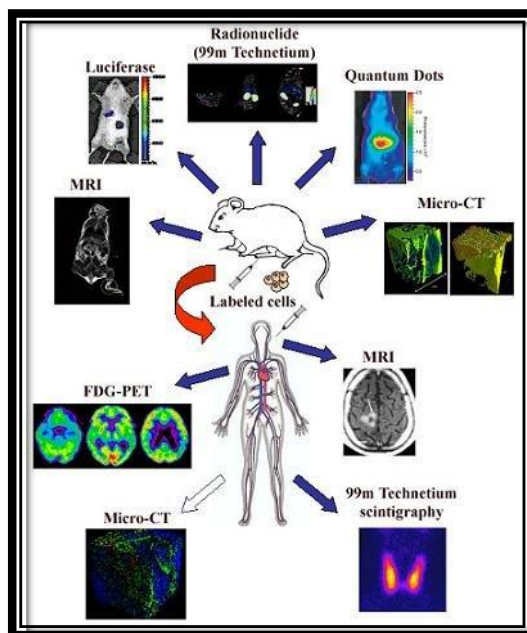 Radionuclide
(99m Technetium)
Luciferase
Quantum Dots
MRI
Micro-CT
Labeled cells
MRI
FDG-PET
99m Technetium
scintigraphy
Micro-CT